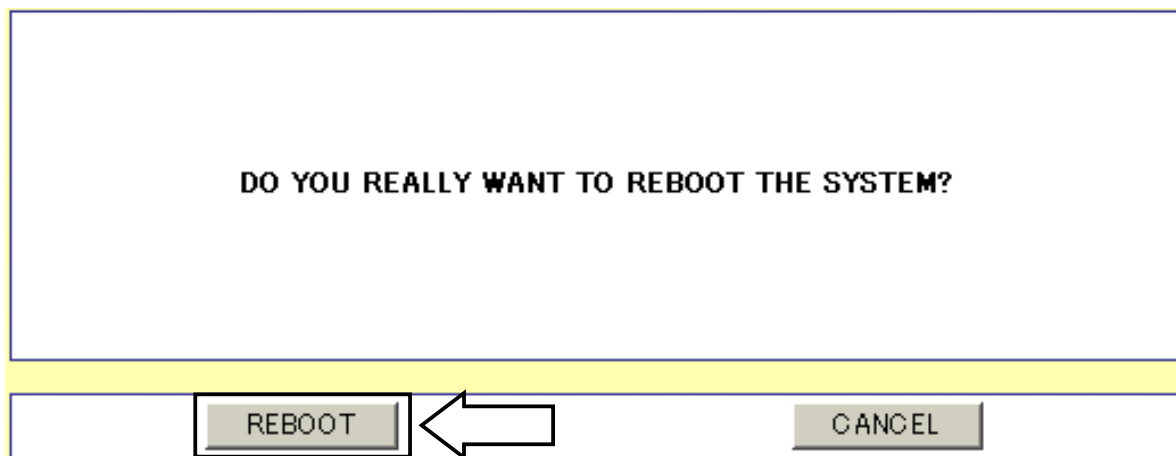 DO YOU REALLY WANT TO REBOOT THE SYSTEM?
REBOOT CANCEL